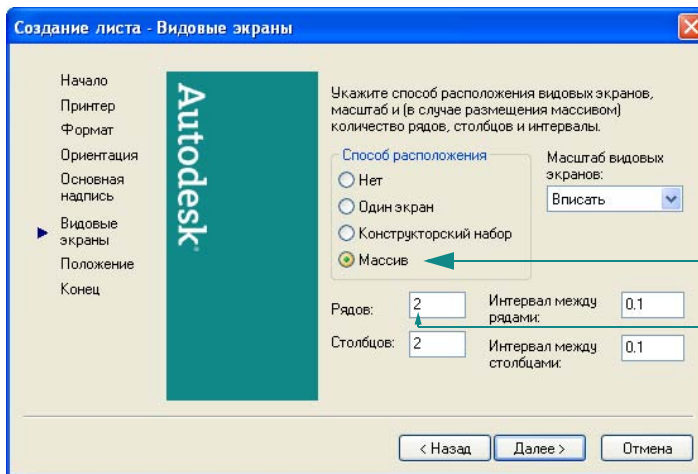 Создание листа - Видовые экраны
Начало
Принтер
Формат
Ориентация
Основная
надпись
Видовые
экраны
Положение
Конец
Autodesk
Укажите способ расположения видовых экранов,
масштаб и (в случае размещения массивом)
количество рядов, столбцов и интервалы.
Способ расположения
Нет
Один экран
Конструкторский набор
Массив
Масштаб видовых
экранов:
Вписать
Рядов: 2
Интервал между
рядами: 0.1
Столбцов: 2
Интервал между
столбцами: 0.1
< Назад
Далее >
Отмена